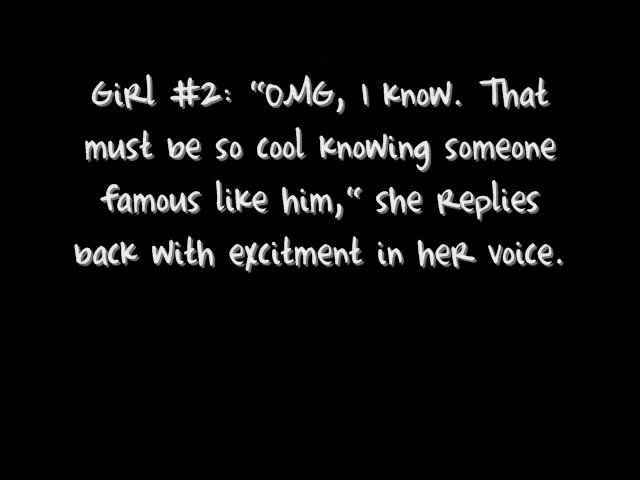 Girl #2: "OMG, I know. That
must be so cool knowing someone
famous like him," she replies
back with excitment in her voice.